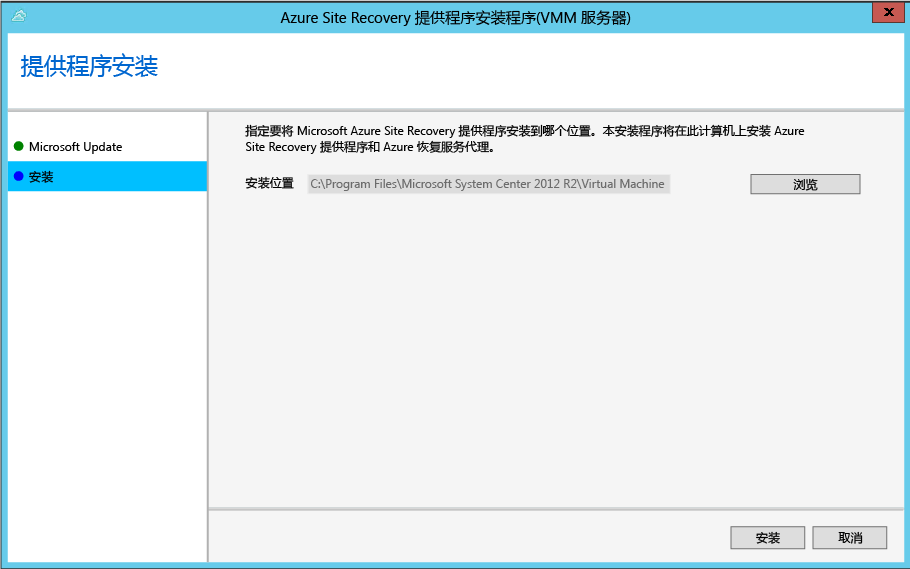 Azure Site Recovery 提供程序安装程序(VMM 服务器)
提供程序安装
Microsoft Update
安装
指定要将 Microsoft Azure Site Recovery 提供程序安装到哪个位置。本安装程序将在此计算机上安装 Azure
Site Recovery 提供程序和 Azure 恢复服务代理。
安装位置 C:\Program Files\Microsoft System Center 2012 R2\Virtual Machine 浏览
安装 取消